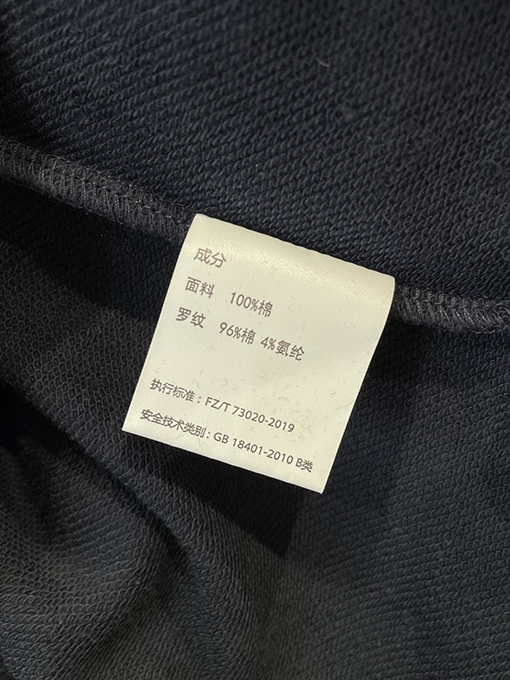 成分
面料 100%棉
罗纹 96%棉 4%氨纶
执行标准：FZ/T 73020-2019
安全技术类别：GB 18401-2010 B类